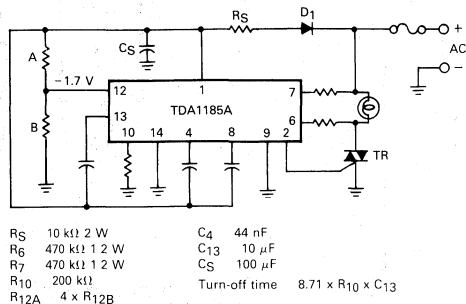 RS
D1
+
AC
−
A
CS
−1.7 V
12
1
7
13
TDA1185A
6
10
14
4
8
9
2
B
TR
RS 10 kΩ 2 W
R6 470 kΩ 1 2 W
R7 470 kΩ 1 2 W
R10 200 kΩ
R12A 4 x R12B
C4 44 nF
C13 10 μF
CS 100 μF
Turn-off time 8.71 x R10 x C13